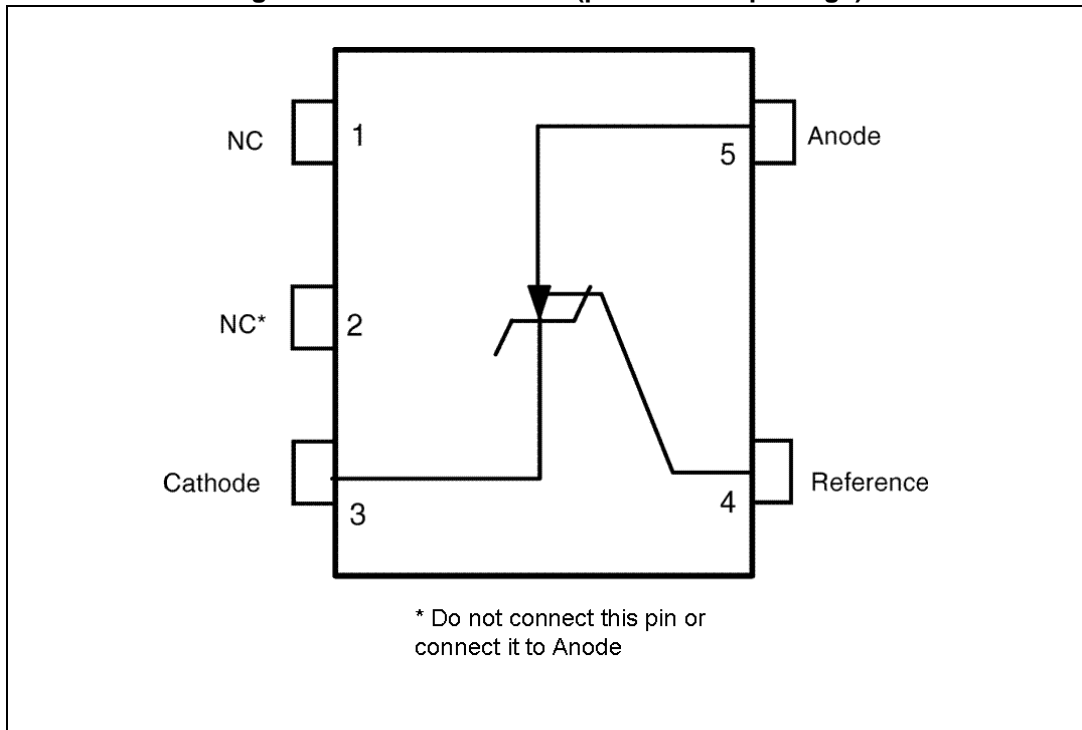 NC
1
5
Anode
NC*
2
Cathode
3
4
Reference
* Do not connect this pin or
connect it to Anode